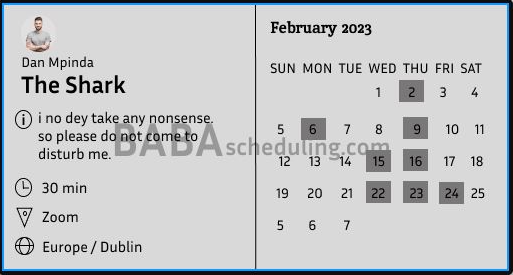 Dan Mpinda
The Shark
i no dey take any nonsense.
so please do not come to
disturb me.
30 min
Zoom
Europe / Dublin
February 2023
SUN MON TUE WED THU FRI SAT
1 2 3 4
5 6 7 8 9 10 11
12 13 14 15 16 17 18
19 20 21 22 23 24 25
5 6 7
BABAscheduling.com